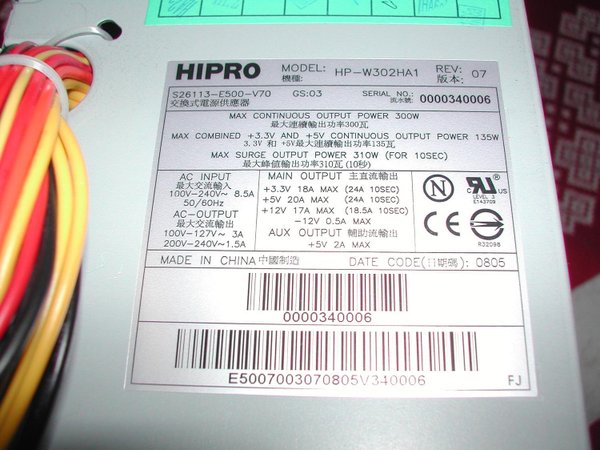 HIPRO MODEL: HP-W302HA1 REV: 07
機種: 版本:
S26113-E500-V70 GS:03 SERIAL NO.: 0000340006
交換式電源供應器 流水號:
MAX CONTINUOUS OUTPUT POWER 300W
最大連續輸出功率300瓦
MAX COMBINED +3.3V AND +5V CONTINUOUS OUTPUT POWER 135W
3.3V 和 +5V最大連續輸出功率135瓦
MAX SURGE OUTPUT POWER 310W (FOR 10SEC)
最大峰值輸出功率310瓦(10秒)
AC INPUT
最大交流輸入
100V-240V~ 8.5A
50/60Hz
AC-OUTPUT
最大交流輸出
100V-127V~ 3A
200V-240V~1.5A
MAIN OUTPUT 主直流輸出
+3.3V 18A MAX (24A 10SEC)
+5V 20A MAX (24A 10SEC)
+12V 17A MAX (18.5A 10SEC)
-12V 0.5A MAX
AUX OUTPUT 輔助流輸出
+5V 2A MAX
N
c UL US
LEVEL 3
E143709
CE
R32098
MADE IN CHINA 中國制造 DATE CODE(日期碼): 0805
0000340006
E5007003070805V340006
FJ